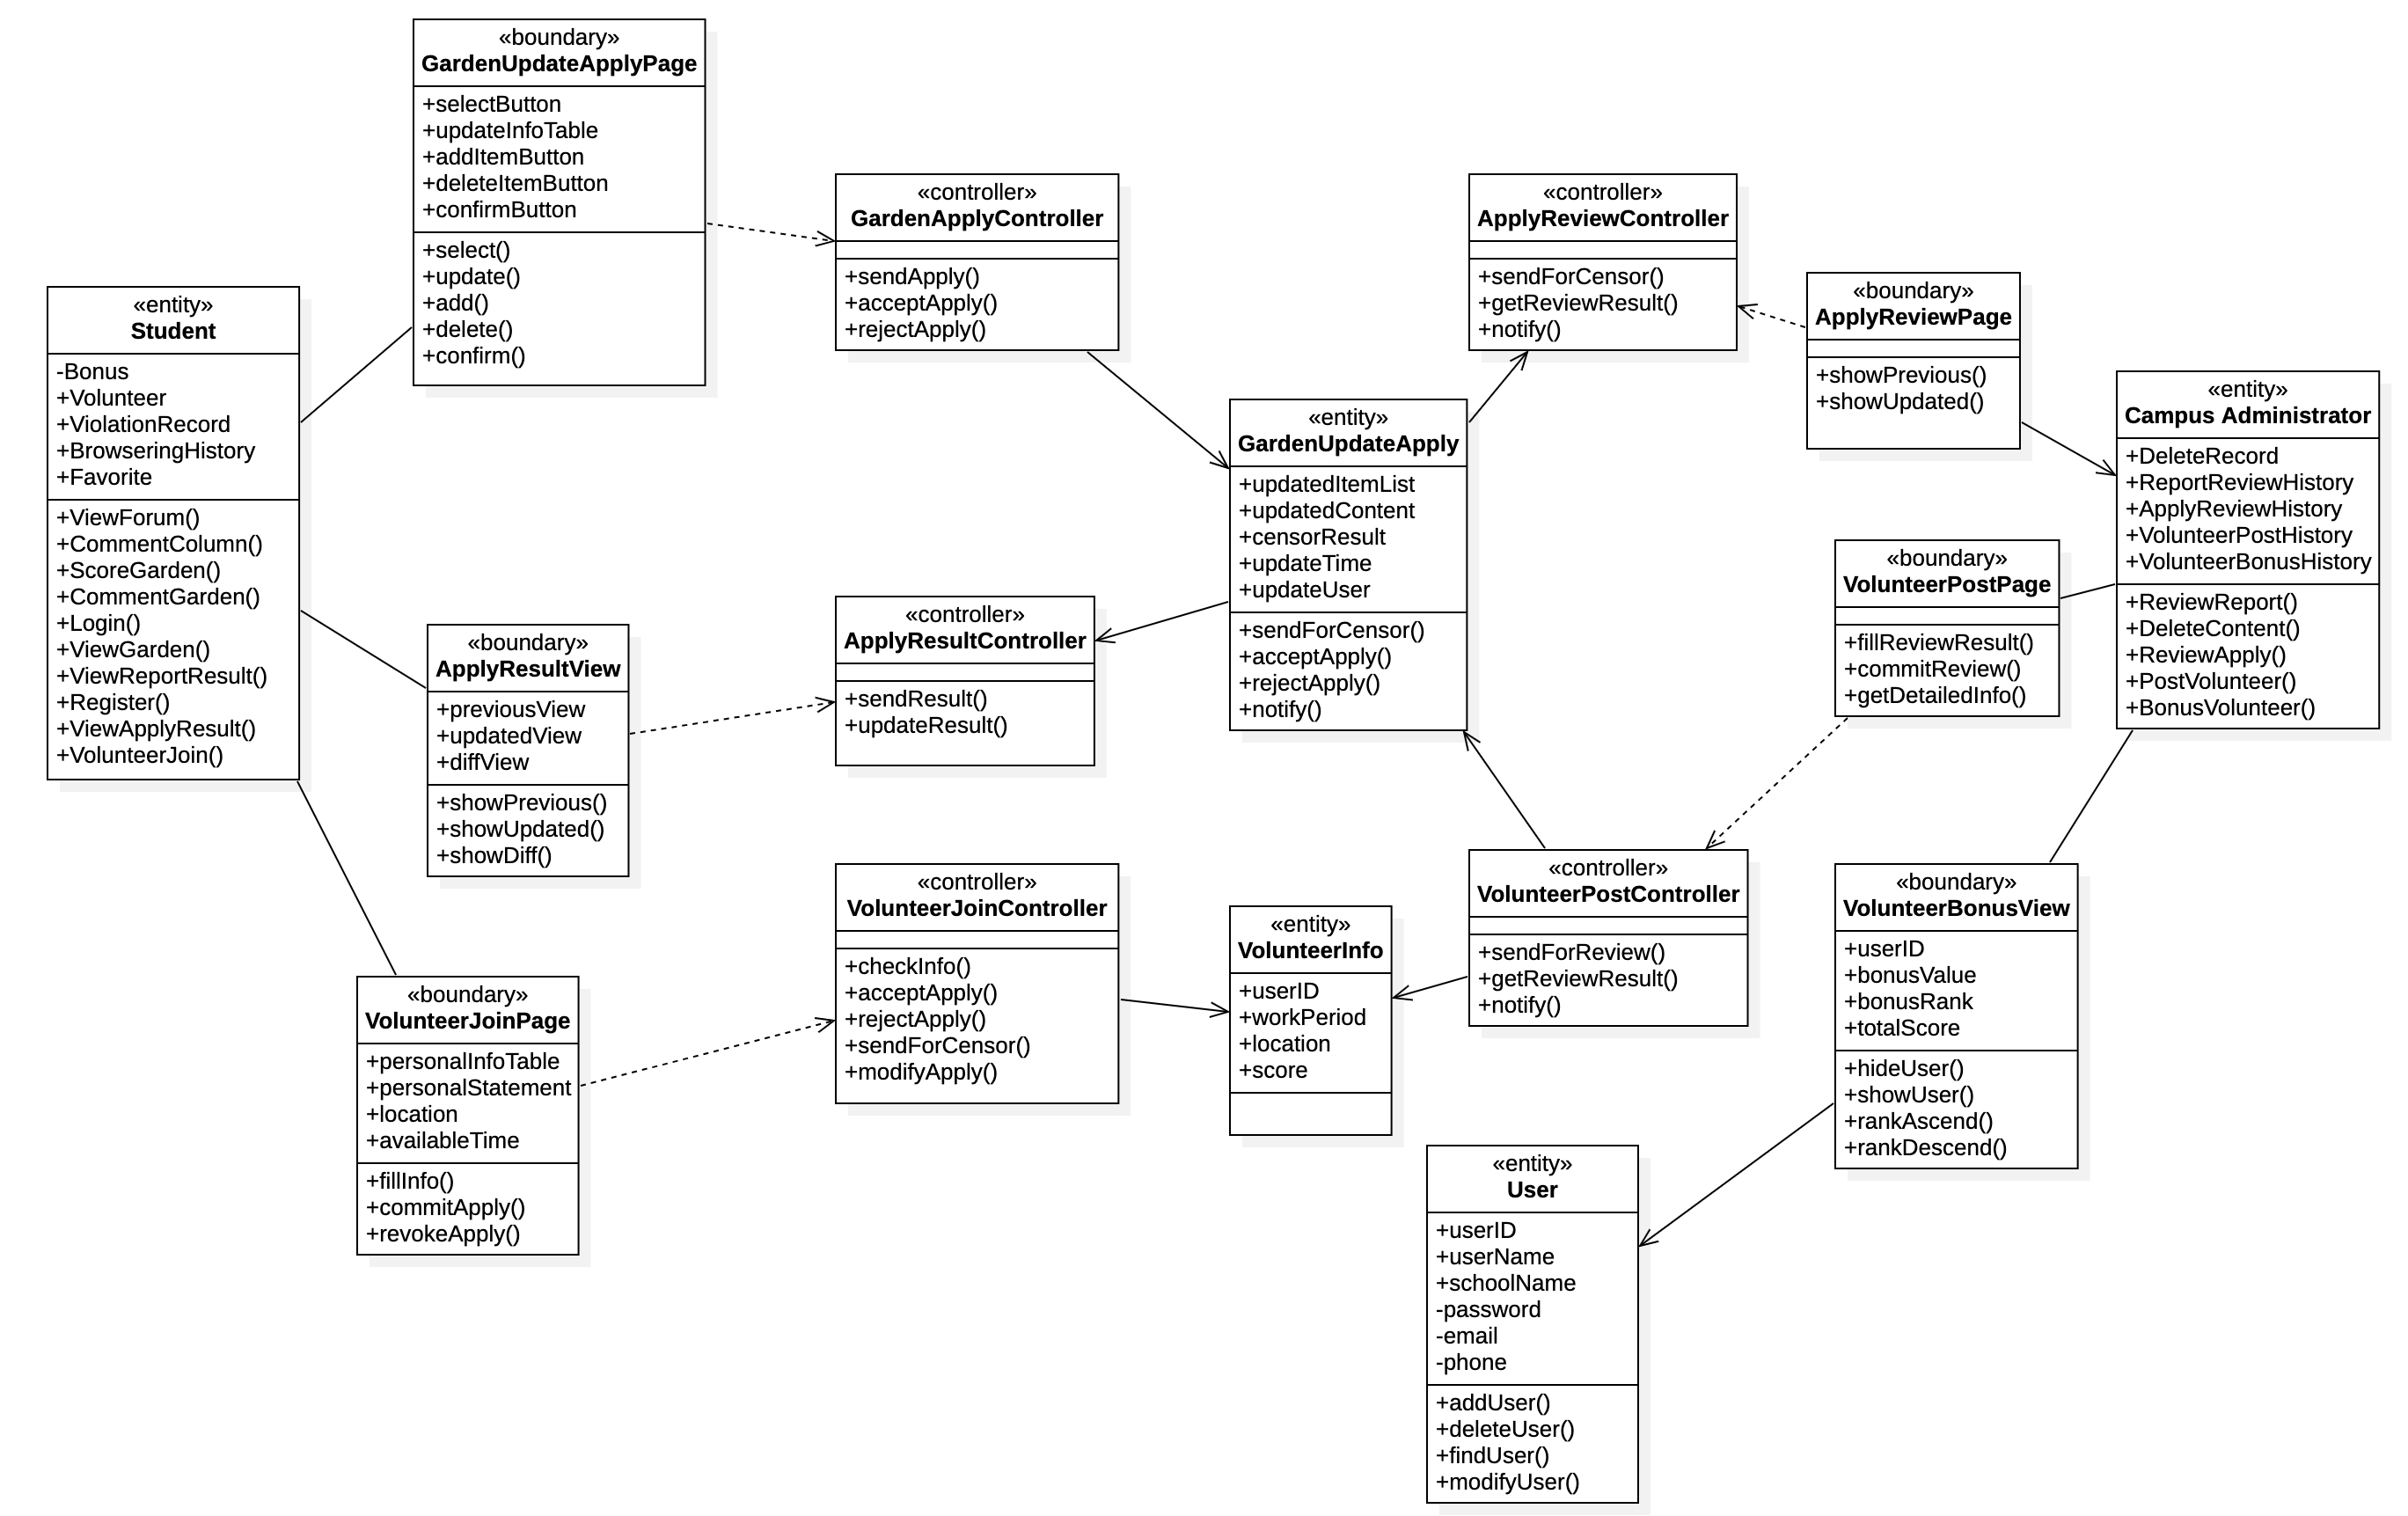 «boundary»
GardenUpdateApplyPage
+selectButton
+updateInfoTable
+addItemButton
+deleteItemButton
+confirmButton
+select()
+update()
+add()
+delete()
+confirm()
«controller»
GardenApplyController
+sendApply()
+acceptApply()
+rejectApply()
«controller»
ApplyReviewController
+sendForCensor()
+getReviewResult()
+notify()
«boundary»
ApplyReviewPage
+showPrevious()
+showUpdated()
«entity»
Student
-Bonus
+Volunteer
+ViolationRecord
+BrowseringHistory
+Favorite
+ViewForum()
+CommentColumn()
+ScoreGarden()
+CommentGarden()
+Login()
+ViewGarden()
+ViewReportResult()
+Register()
+ViewApplyResult()
+VolunteerJoin()
«entity»
Campus Administrator
+DeleteRecord
+ReportReviewHistory
+ApplyReviewHistory
+VolunteerPostHistory
+VolunteerBonusHistory
+ReviewReport()
+DeleteContent()
+ReviewApply()
+PostVolunteer()
+BonusVolunteer()
«entity»
GardenUpdateApply
+updatedItemList
+updatedContent
+censorResult
+updateTime
+updateUser
+sendForCensor()
+acceptApply()
+rejectApply()
+notify()
«boundary»
VolunteerPostPage
+fillReviewResult()
+commitReview()
+getDetailedInfo()
«controller»
ApplyResultController
+sendResult()
+updateResult()
«boundary»
ApplyResultView
+previousView
+updatedView
+diffView
+showPrevious()
+showUpdated()
+showDiff()
«controller»
VolunteerJoinController
+checkInfo()
+acceptApply()
+rejectApply()
+sendForCensor()
+modifyApply()
«controller»
VolunteerPostController
+sendForReview()
+getReviewResult()
+notify()
«boundary»
VolunteerBonusView
+userID
+bonusValue
+bonusRank
+totalScore
+hideUser()
+showUser()
+rankAscend()
+rankDescend()
«entity»
VolunteerInfo
+userID
+workPeriod
+location
+score
«boundary»
VolunteerJoinPage
+personalInfoTable
+personalStatement
+location
+availableTime
+fillInfo()
+commitApply()
+revokeApply()
«entity»
User
+userID
+userName
+schoolName
-password
-email
-phone
+addUser()
+deleteUser()
+findUser()
+modifyUser()